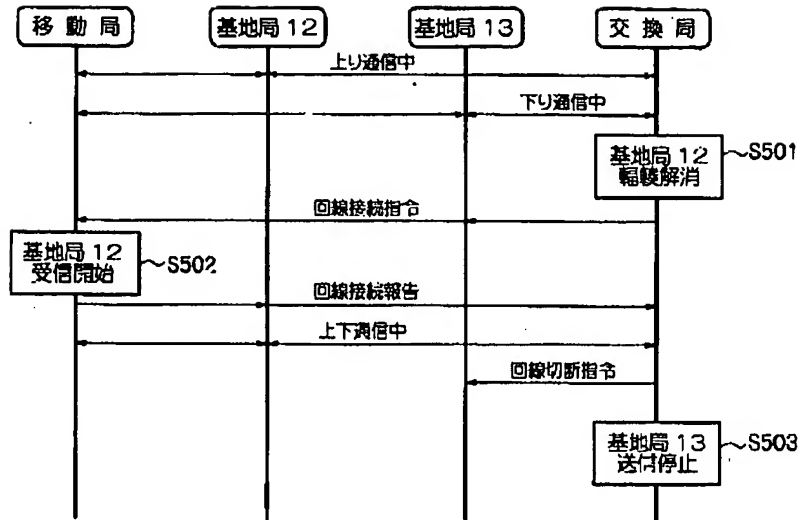 移動局 基地局12 基地局13 交換局
上り通信中
下り通信中
基地局12
輻輳解消
~S501
回線接続指令
基地局12
受信開始
~S502
回線接続報告
上下通信中
回線切断指令
基地局13
送付停止
~S503